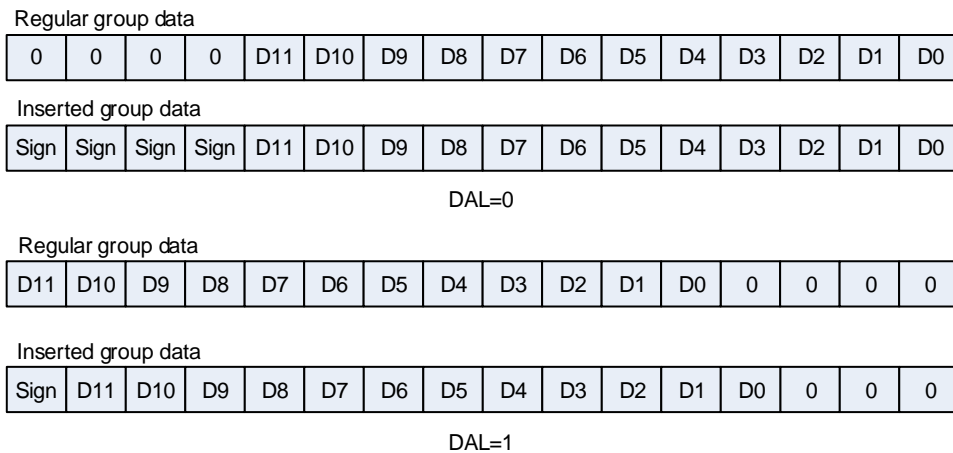 Regular group data
0 0 0 0 D11 D10 D9 D8 D7 D6 D5 D4 D3 D2 D1 D0
Inserted group data
Sign Sign Sign Sign D11 D10 D9 D8 D7 D6 D5 D4 D3 D2 D1 D0
DAL=0
Regular group data
D11 D10 D9 D8 D7 D6 D5 D4 D3 D2 D1 D0 0 0 0 0
Inserted group data
Sign D11 D10 D9 D8 D7 D6 D5 D4 D3 D2 D1 D0 0 0 0
DAL=1